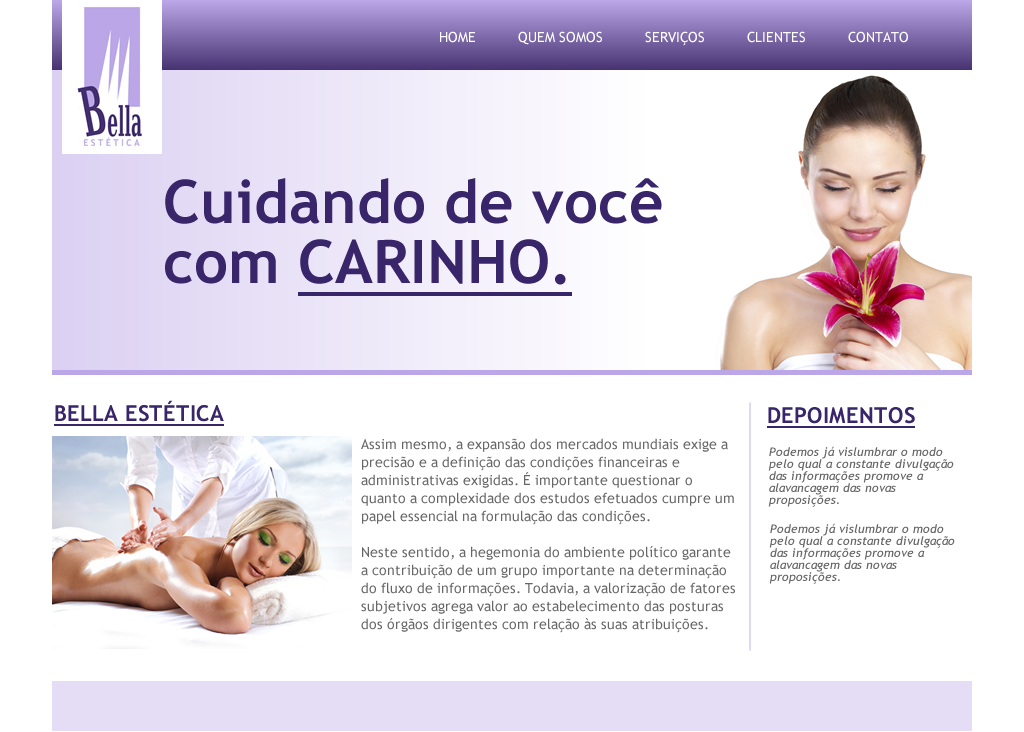 HOME QUEM SOMOS SERVIÇOS CLIENTES CONTATO
Bella
ESTÉTICA
Cuidando de você
com CARINHO.
BELLA ESTÉTICA
Assim mesmo, a expansão dos mercados mundiais exige a
precisão e a definição das condições financeiras e
administrativas exigidas. É importante questionar o
quanto a complexidade dos estudos efetuados cumpre um
papel essencial na formulação das condições.
Neste sentido, a hegemonia do ambiente político garante
a contribuição de um grupo importante na determinação
do fluxo de informações. Todavia, a valorização de fatores
subjetivos agrega valor ao estabelecimento das posturas
dos órgãos dirigentes com relação às suas atribuições.
DEPOIMENTOS
Podemos já vislumbrar o modo
pelo qual a constante divulgação
das informações promove a
alavancagem das novas
proposições.
Podemos já vislumbrar o modo
pelo qual a constante divulgação
das informações promove a
alavancagem das novas
proposições.